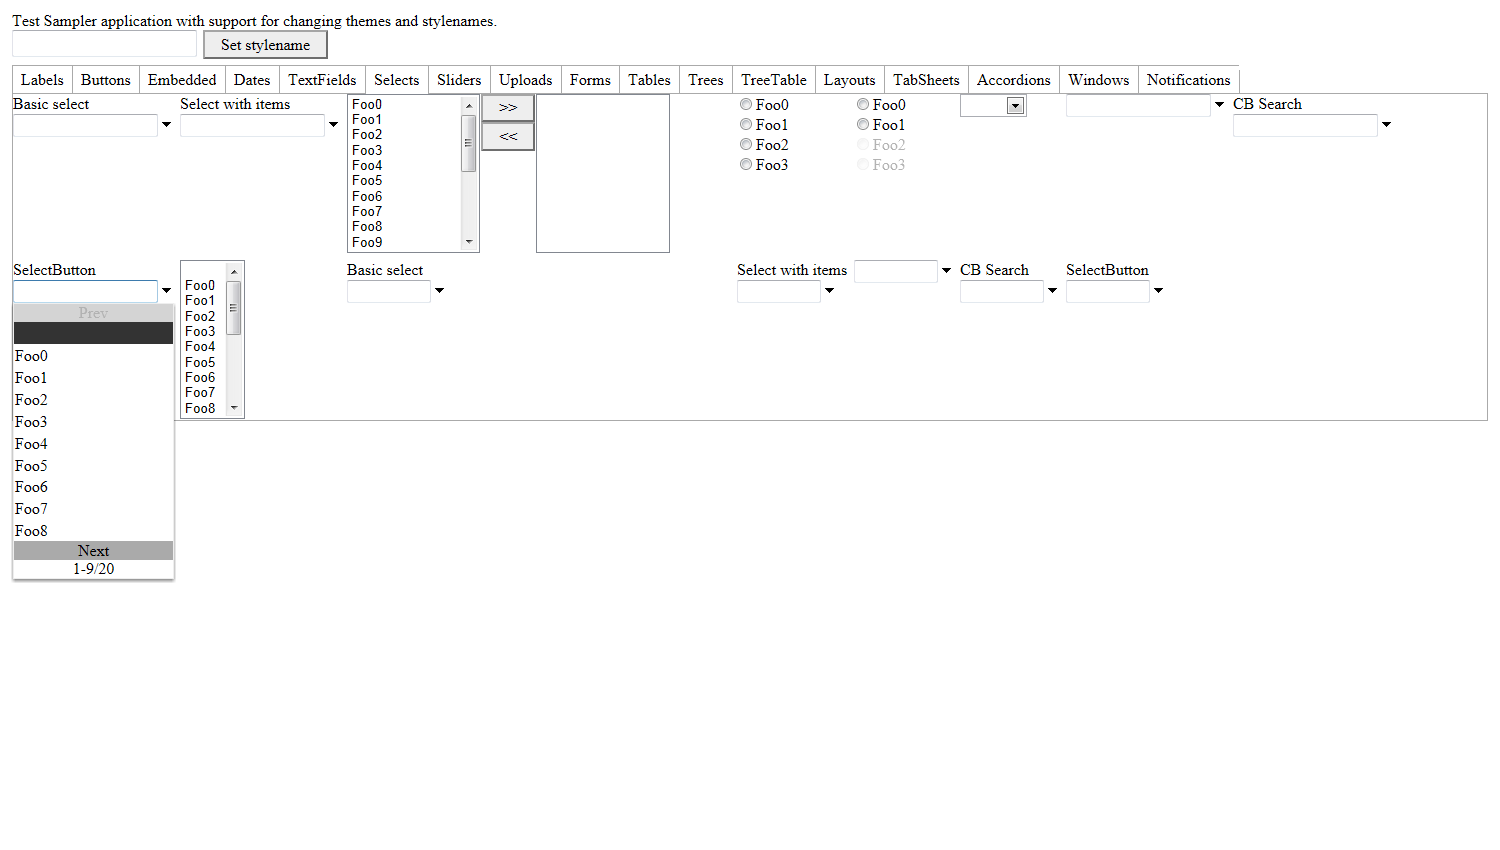 Test Sampler application with support for changing themes and stylenames.
Set stylename
Labels Buttons Embedded Dates TextFields Selects Sliders Uploads Forms Tables Trees TreeTable Layouts TabSheets Accordions Windows Notifications
Basic select
Select with items
Foo0
Foo1
Foo2
Foo3
Foo4
Foo5
Foo6
Foo7
Foo8
Foo9
>>
<<
Foo0
Foo1
Foo2
Foo3
Foo0
Foo1
Foo2
Foo3
CB Search
SelectButton
Prev
Foo0
Foo1
Foo2
Foo3
Foo4
Foo5
Foo6
Foo7
Foo8
Next
1-9/20
Foo0
Foo1
Foo2
Foo3
Foo4
Foo5
Foo6
Foo7
Foo8
Basic select
Select with items
CB Search
SelectButton